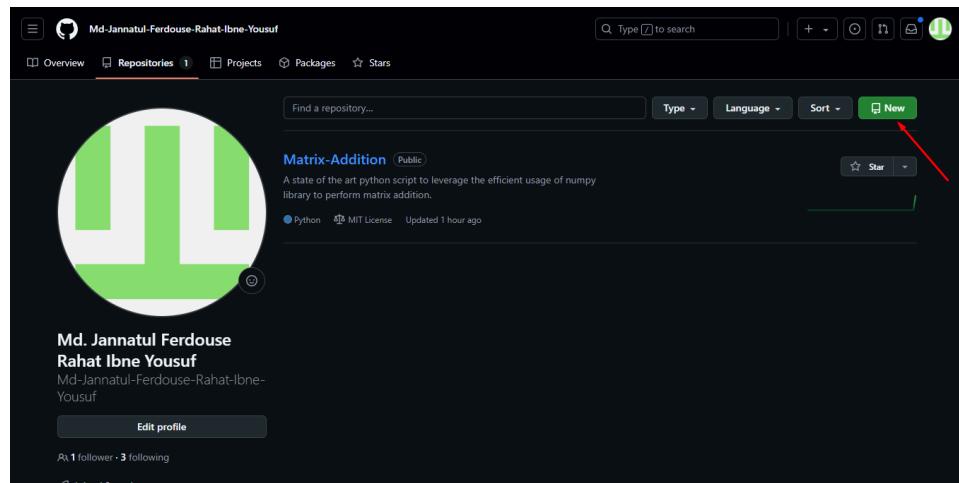 Md-Jannatul-Ferdouse-Rahat-Ibne-Yousuf
Type / to search
Overview
Repositories 1
Projects
Packages
Stars
Find a repository...
Type
Language
Sort
New
Matrix-Addition Public
Star
A state of the art python script to leverage the efficient usage of numpy
library to perform matrix addition.
Python MIT License Updated 1 hour ago
Md. Jannatul Ferdouse
Rahat Ibne Yousuf
Md-Jannatul-Ferdouse-Rahat-Ibne-
Yousuf
Edit profile
1 follower · 3 following